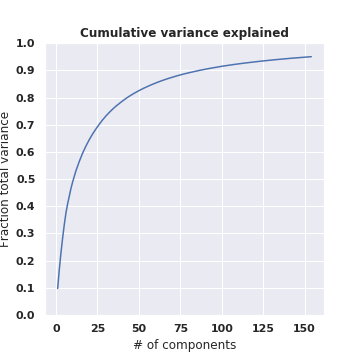 Cumulative variance explained
Fraction total variance
1.0
0.9
0.8
0.7
0.6
0.5
0.4
0.3
0.2
0.1
0.0
0 25 50 75 100 125 150
# of components